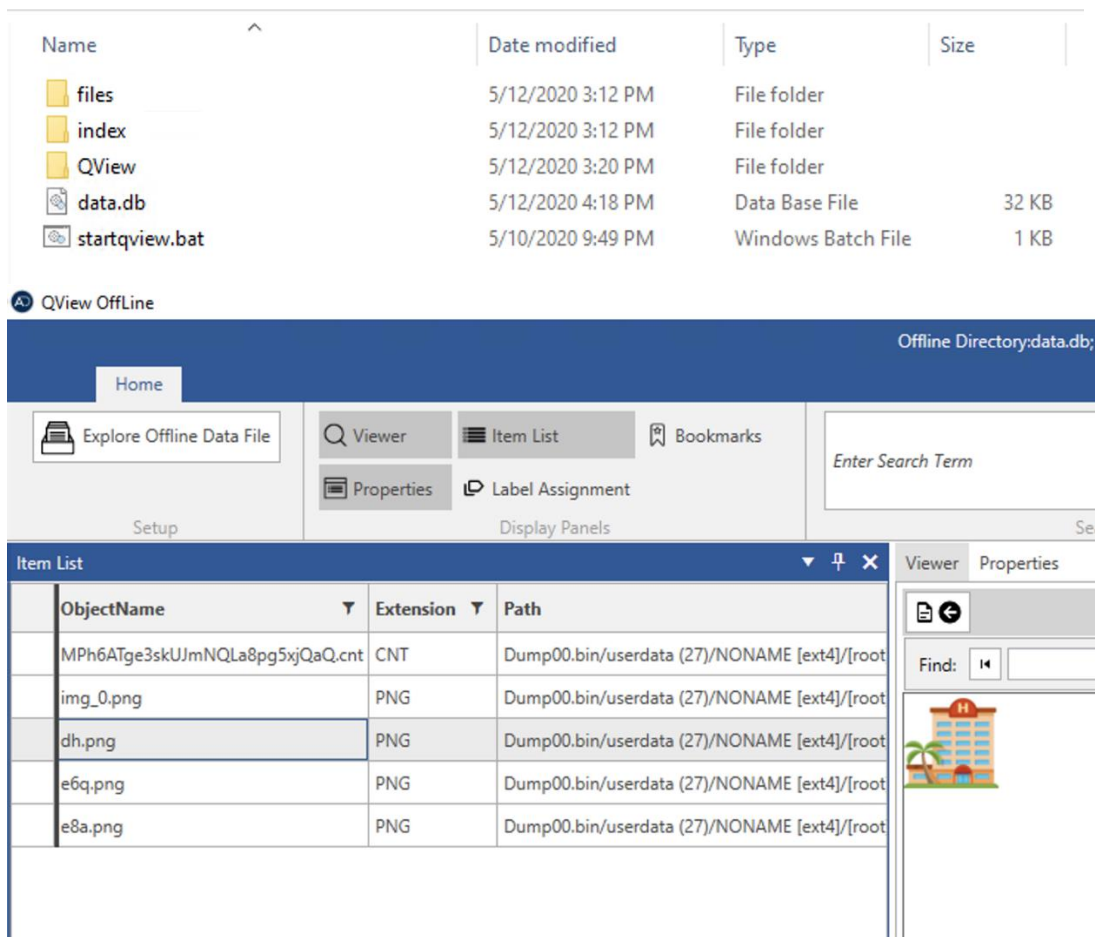 Name Date modified Type Size
files 5/12/2020 3:12 PM File folder
index 5/12/2020 3:12 PM File folder
QView 5/12/2020 3:20 PM File folder
data.db 5/12/2020 4:18 PM Data Base File 32 KB
startqview.bat 5/10/2020 9:49 PM Windows Batch File 1 KB
QView OffLine
Offline Directory:data.db;
Home
Explore Offline Data File Viewer Item List Bookmarks
Enter Search Term
Properties Label Assignment
Setup Display Panels Se
Item List Viewer Properties
ObjectName Extension Path
MPh6ATge3skUJmNQLa8pg5xjQaQ.cnt CNT Dump00.bin/userdata (27)/NONAME [ext4]/[root
Find:
img_0.png PNG Dump00.bin/userdata (27)/NONAME [ext4]/[root
H
dh.png PNG Dump00.bin/userdata (27)/NONAME [ext4]/[root
e6q.png PNG Dump00.bin/userdata (27)/NONAME [ext4]/[root
e8a.png PNG Dump00.bin/userdata (27)/NONAME [ext4]/[root